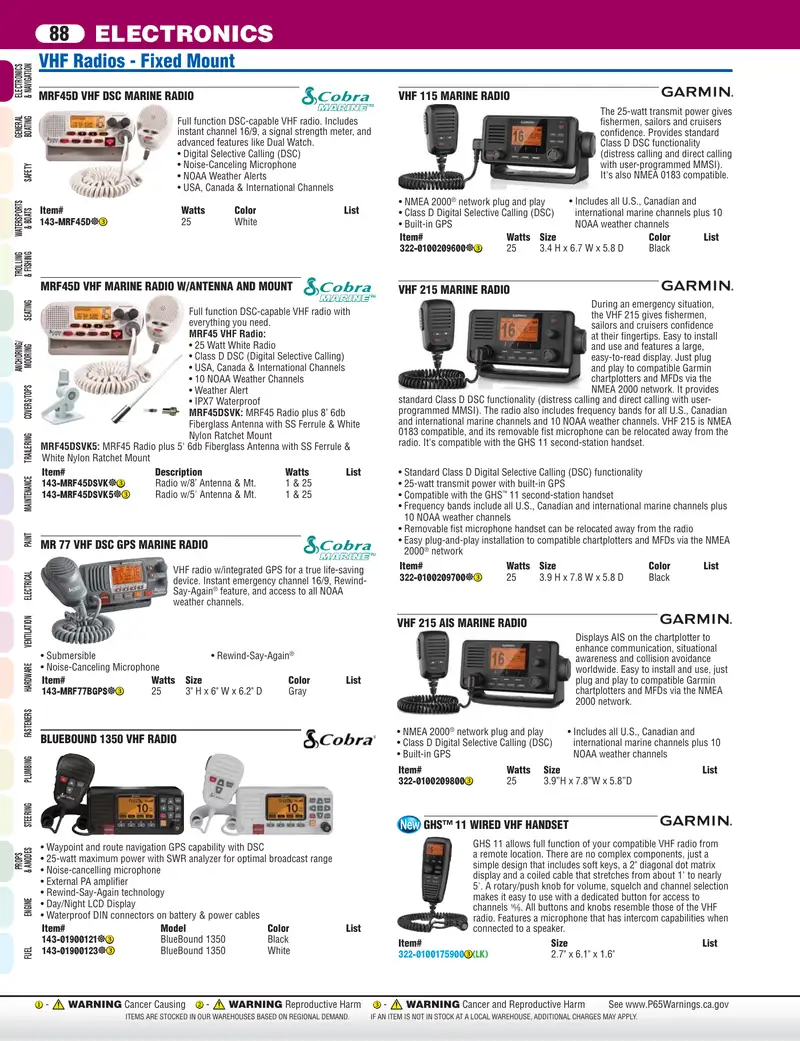 88 ELECTRONICS
VHF Radios - Fixed Mount
ELECTRONICS
& NAVIGATION
GENERAL
BOATING
SAFETY
WATERSPORTS
& BOATS
TROLLING
& FISHING
SEATING
ANCHORING/
MOORING
COVERS/TOPS
TRAILERING
MAINTENANCE
PAINT
ELECTRICAL
VENTILATION
HARDWARE
FASTENERS
PLUMBING
STEERING
PROPS
& ANODES
ENGINE
FUEL
MRF45D VHF DSC MARINE RADIO
Cobra
MARINE™
Full function DSC-capable VHF radio. Includes
instant channel 16/9, a signal strength meter, and
advanced features like Dual Watch.
• Digital Selective Calling (DSC)
• Noise-Canceling Microphone
• NOAA Weather Alerts
• USA, Canada & International Channels
Item# Watts Color List
143-MRF45D 3 25 White
MRF45D VHF MARINE RADIO W/ANTENNA AND MOUNT
Cobra
MARINE™
Full function DSC-capable VHF radio with
everything you need.
MRF45 VHF Radio:
• 25 Watt White Radio
• Class D DSC (Digital Selective Calling)
• USA, Canada & International Channels
• 10 NOAA Weather Channels
• Weather Alert
• IPX7 Waterproof
MRF45DSVK: MRF45 Radio plus 8' 6db
Fiberglass Antenna with SS Ferrule & White
Nylon Ratchet Mount
MRF45DSVK5: MRF45 Radio plus 5' 6db Fiberglass Antenna with SS Ferrule &
White Nylon Ratchet Mount
Item# Description Watts List
143-MRF45DSVK 3 Radio w/8' Antenna & Mt. 1 & 25
143-MRF45DSVK5 3 Radio w/5' Antenna & Mt. 1 & 25
MR 77 VHF DSC GPS MARINE RADIO
Cobra
MARINE™
VHF radio w/integrated GPS for a true life-saving
device. Instant emergency channel 16/9, Rewind-
Say-Again® feature, and access to all NOAA
weather channels.
• Submersible • Rewind-Say-Again®
• Noise-Canceling Microphone
Item# Watts Size Color List
143-MRF77BGPS 3 25 3" H x 6" W x 6.2" D Gray
BLUEBOUND 1350 VHF RADIO
Cobra®
• Waypoint and route navigation GPS capability with DSC
• 25-watt maximum power with SWR analyzer for optimal broadcast range
• Noise-cancelling microphone
• External PA amplifier
• Rewind-Say-Again technology
• Day/Night LCD Display
• Waterproof DIN connectors on battery & power cables
Item# Model Color List
143-01900121 3 BlueBound 1350 Black
143-01900123 3 BlueBound 1350 White
VHF 115 MARINE RADIO
GARMIN.
The 25-watt transmit power gives
fishermen, sailors and cruisers
confidence. Provides standard
Class D DSC functionality
(distress calling and direct calling
with user-programmed MMSI).
It's also NMEA 0183 compatible.
• NMEA 2000® network plug and play
• Class D Digital Selective Calling (DSC)
• Built-in GPS
• Includes all U.S., Canadian and
international marine channels plus 10
NOAA weather channels
Item# Watts Size Color List
322-0100209600 3 25 3.4 H x 6.7 W x 5.8 D Black
VHF 215 MARINE RADIO
GARMIN.
During an emergency situation,
the VHF 215 gives fishermen,
sailors and cruisers confidence
at their fingertips. Easy to install
and use and features a large,
easy-to-read display. Just plug
and play to compatible Garmin
chartplotters and MFDs via the
NMEA 2000 network. It provides
standard Class D DSC functionality (distress calling and direct calling with user-
programmed MMSI). The radio also includes frequency bands for all U.S., Canadian
and international marine channels and 10 NOAA weather channels. VHF 215 is NMEA
0183 compatible, and its removable fist microphone can be relocated away from the
radio. It's compatible with the GHS 11 second-station handset.
• Standard Class D Digital Selective Calling (DSC) functionality
• 25-watt transmit power with built-in GPS
• Compatible with the GHS™ 11 second-station handset
• Frequency bands include all U.S., Canadian and international marine channels plus
10 NOAA weather channels
• Removable fist microphone handset can be relocated away from the radio
• Easy plug-and-play installation to compatible chartplotters and MFDs via the NMEA
2000® network
Item# Watts Size Color List
322-0100209700 3 25 3.9 H x 7.8 W x 5.8 D Black
VHF 215 AIS MARINE RADIO
GARMIN.
Displays AIS on the chartplotter to
enhance communication, situational
awareness and collision avoidance
worldwide. Easy to install and use, just
plug and play to compatible Garmin
chartplotters and MFDs via the NMEA
2000 network.
• NMEA 2000® network plug and play
• Class D Digital Selective Calling (DSC)
• Built-in GPS
• Includes all U.S., Canadian and
international marine channels plus 10
NOAA weather channels
Item# Watts Size List
322-0100209800 3 25 3.9"H x 7.8"W x 5.8"D
New GHS™ 11 WIRED VHF HANDSET
GARMIN.
GHS 11 allows full function of your compatible VHF radio from
a remote location. There are no complex components, just a
simple design that includes soft keys, a 2" diagonal dot matrix
display and a coiled cable that stretches from about 1' to nearly
5'. A rotary/push knob for volume, squelch and channel selection
makes it easy to use with a dedicated button for access to
channels 16/9. All buttons and knobs resemble those of the VHF
radio. Features a microphone that has intercom capabilities when
connected to a speaker.
Item# Size List
322-0100175900 3 (LK) 2.7" x 6.1" x 1.6"
1 - WARNING Cancer Causing 2 - WARNING Reproductive Harm 3 - WARNING Cancer and Reproductive Harm See www.P65Warnings.ca.gov
ITEMS ARE STOCKED IN OUR WAREHOUSES BASED ON REGIONAL DEMAND. IF AN ITEM IS NOT IN STOCK AT A LOCAL WAREHOUSE, ADDITIONAL CHARGES MAY APPLY.